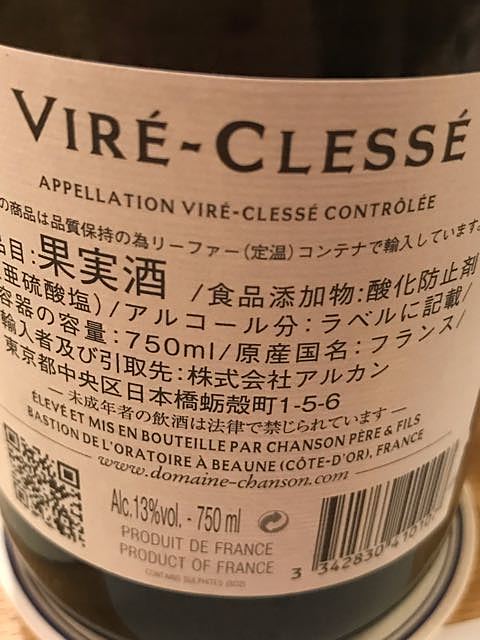 VIRÉ-CLESSÉ
APPELLATION VIRÉ-CLESSÉ CONTRÔLÉE
の商品は品質保持の為リーファー(定温)コンテナで輸入しています。
品目:果実酒 /食品添加物:酸化防止剤
亜硫酸塩)/アルコール分:ラベルに記載/
容器の容量:750ml/原産国名:フランス/
輸入者及び引取先:株式会社アルカン
東京都中央区日本橋蛎殻町1-5-6
―未成年者の飲酒は法律で禁じられています―
ÉLEVÉ ET MIS EN BOUTEILLE PAR CHANSON PÈRE & FILS
BASTION DE L'ORATOIRE À BEAUNE (CÔTE-D'OR), FRANCE
www.domaine-chanson.com
Alc.13%vol. - 750 ml
PRODUIT DE FRANCE
PRODUCT OF FRANCE
CONTAINS SULPHITES (SO2)
3 342830 41010